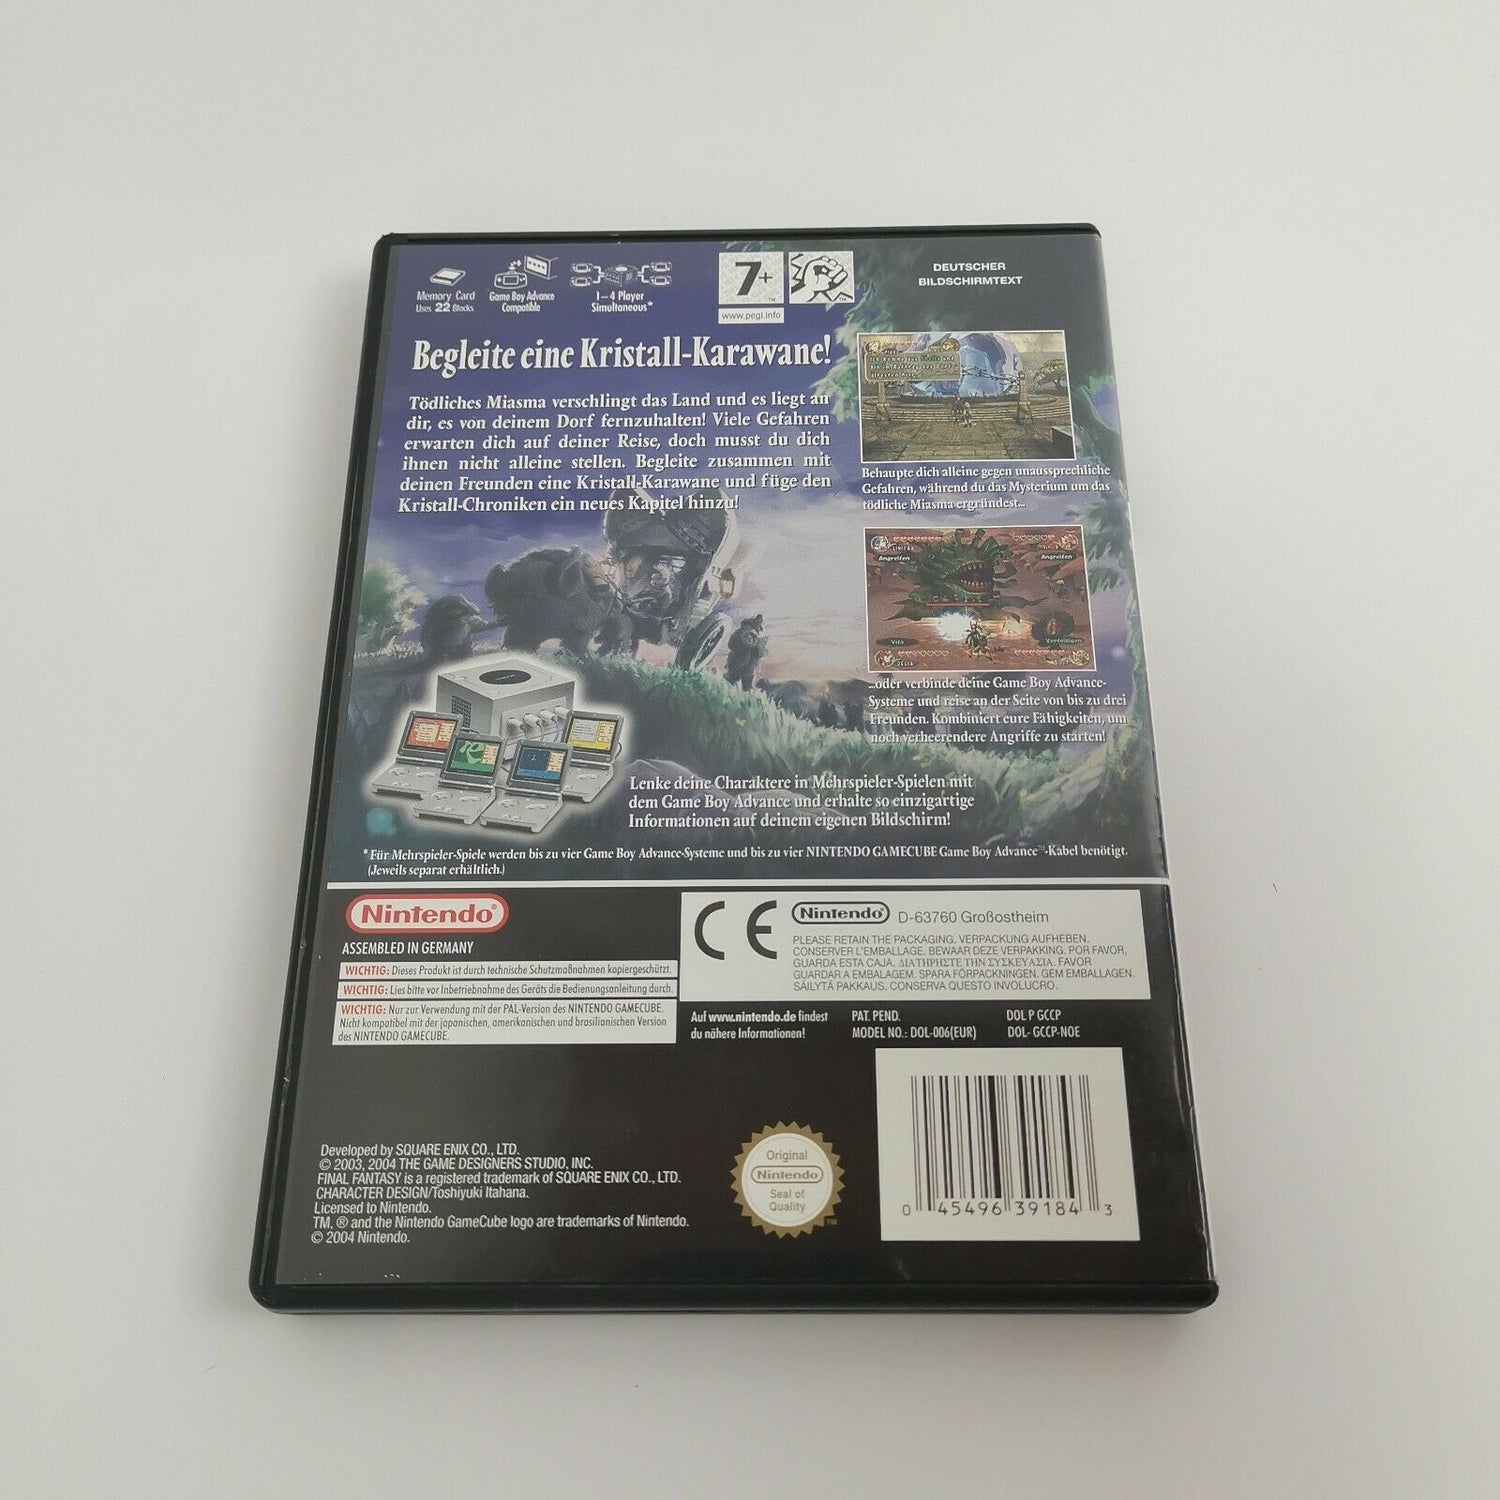 Memory Card
Uses 22 Blocks
Game Boy Advance
Compatible
1–4 Player
Simultaneous*
7+
www.pegi.info
DEUTSCHER
BILDSCHIRMTEXT
Begleite eine Kristall-Karawane!
Tödliches Miasma verschlingt das Land und es liegt an
dir, es von deinem Dorf fernzuhalten! Viele Gefahren
erwarten dich auf deiner Reise, doch musst du dich
ihnen nicht alleine stellen. Begleite zusammen mit
deinen Freunden eine Kristall-Karawane und füge den
Kristall-Chroniken ein neues Kapitel hinzu!
Behaupte dich alleine gegen unaussprechliche
Gefahren, während du das Mysterium um das
tödliche Miasma ergründest...
Angreifen
Angreifen
Vita
Verteidigen
DELIA
...oder verbinde deine Game Boy Advance-
Systeme und reise an der Seite von bis zu drei
Freunden. Kombiniert eure Fähigkeiten, um
noch verheerendere Angriffe zu starten!
Lenke deine Charaktere in Mehrspieler-Spielen mit
dem Game Boy Advance und erhalte so einzigartige
Informationen auf deinem eigenen Bildschirm!
*Für Mehrspieler-Spiele werden bis zu vier Game Boy Advance-Systeme und bis zu vier NINTENDO GAMECUBE Game Boy Advance™-Kabel benötigt.
(Jeweils separat erhältlich.)
Nintendo®
ASSEMBLED IN GERMANY
WICHTIG: Dieses Produkt ist durch technische Schutzmaßnahmen kopiergeschützt.
WICHTIG: Lies bitte vor Inbetriebnahme des Geräts die Bedienungsanleitung durch.
WICHTIG: Nur zur Verwendung mit der PAL-Version des NINTENDO GAMECUBE.
Nicht kompatibel mit der japanischen, amerikanischen und brasilianischen Version
des NINTENDO GAMECUBE.
CE
Nintendo® D-63760 Großostheim
PLEASE RETAIN THE PACKAGING. VERPACKUNG AUFHEBEN.
CONSERVER L'EMBALLAGE. BEWAAR DEZE VERPAKKING. POR FAVOR,
GUARDA ESTA CAJA. ΔΙΑΤΗΡΗΣΤΕ ΤΗΝ ΣΥΣΚΕΥΑΣΙΑ. FAVOR
GUARDAR A EMBALAGEM. SPARA FÖRPACKNINGEN. GEM EMBALLAGEN.
SÄILYTÄ PAKKAUS. CONSERVA QUESTO INVOLUCRO.
Auf www.nintendo.de findest
du nähere Informationen!
PAT. PEND.
MODEL NO.: DOL-006(EUR)
DOL P GCCP
DOL- GCCP-NOE
Developed by SQUARE ENIX CO., LTD.
© 2003, 2004 THE GAME DESIGNERS STUDIO, INC.
FINAL FANTASY is a registered trademark of SQUARE ENIX CO., LTD.
CHARACTER DESIGN/Toshiyuki Itahana.
Licensed to Nintendo.
TM, ® and the Nintendo GameCube logo are trademarks of Nintendo.
© 2004 Nintendo.
Original
Nintendo
Seal of
Quality
TM
0 45496 39184 3